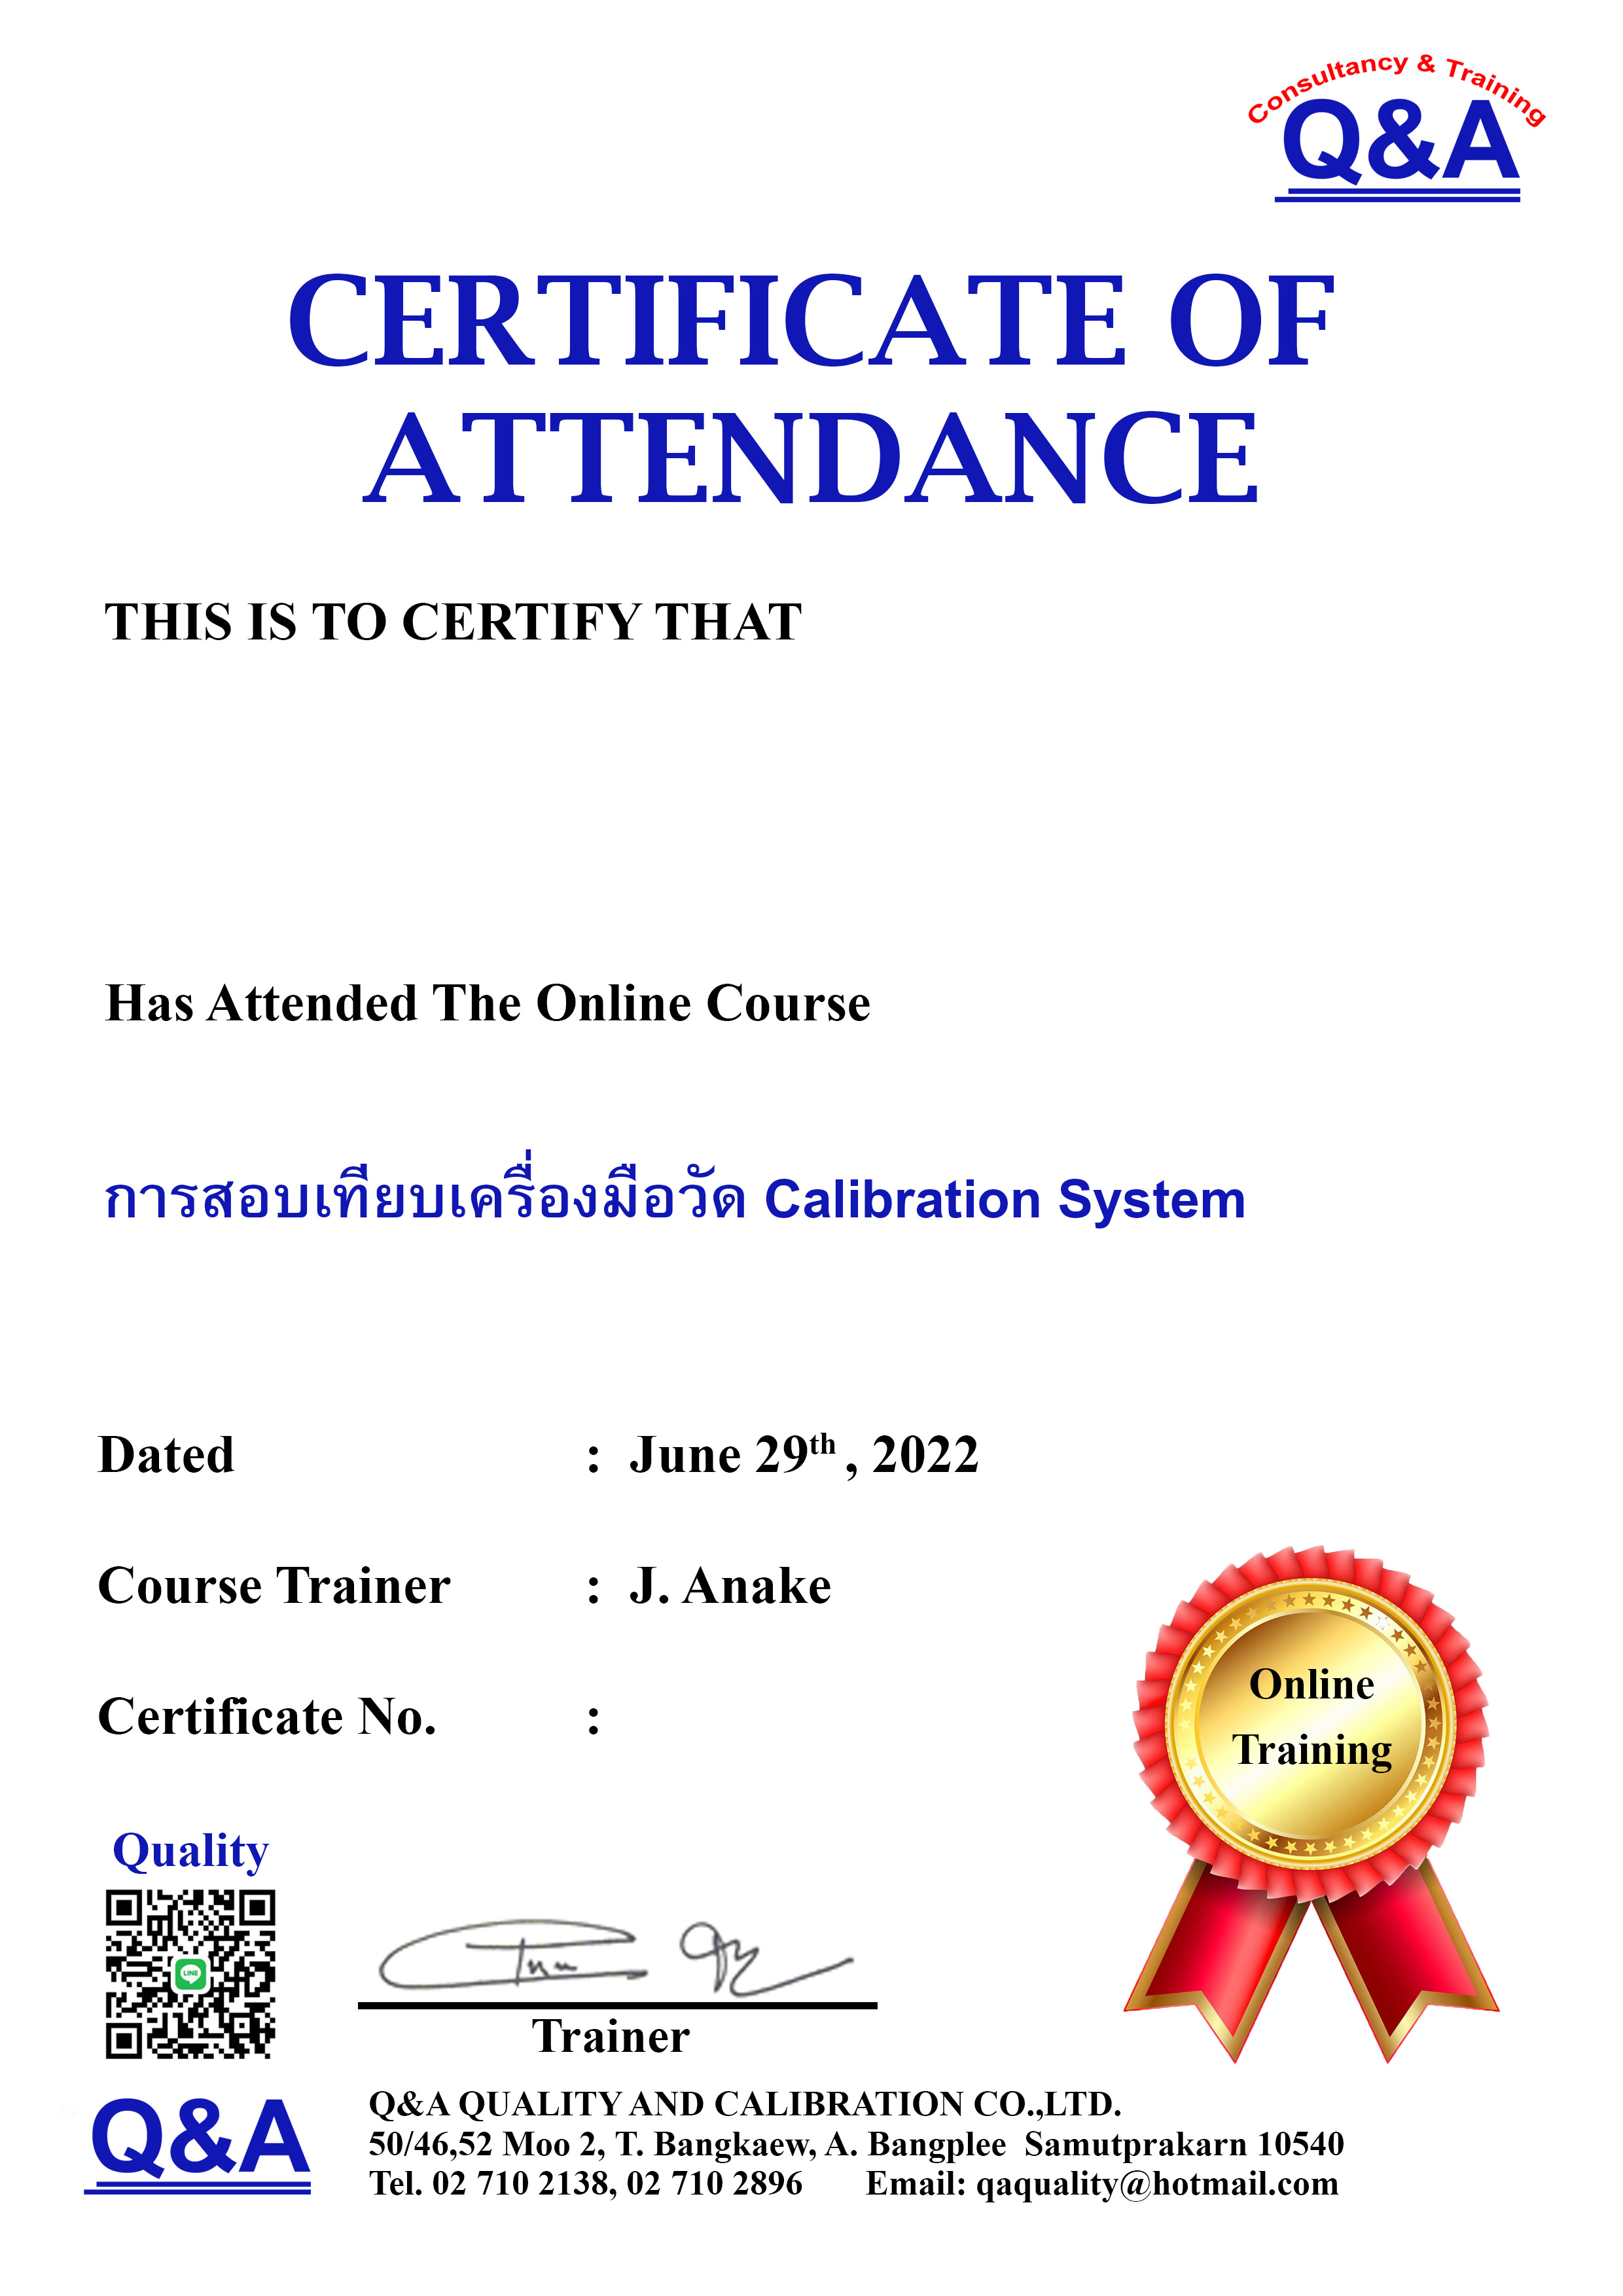 Consultancy & Training
Q&A
CERTIFICATE OF
ATTENDANCE
THIS IS TO CERTIFY THAT
Has Attended The Online Course
การสอบเทียบเครื่องมือวัด Calibration System
Dated : June 29th , 2022
Course Trainer : J. Anake
Certificate No. :
Online
Training
Quality
LINE
Trainer
Q&A
Q&A QUALITY AND CALIBRATION CO.,LTD.
50/46,52 Moo 2, T. Bangkaew, A. Bangplee Samutprakarn 10540
Tel. 02 710 2138, 02 710 2896 Email: qaquality@hotmail.com